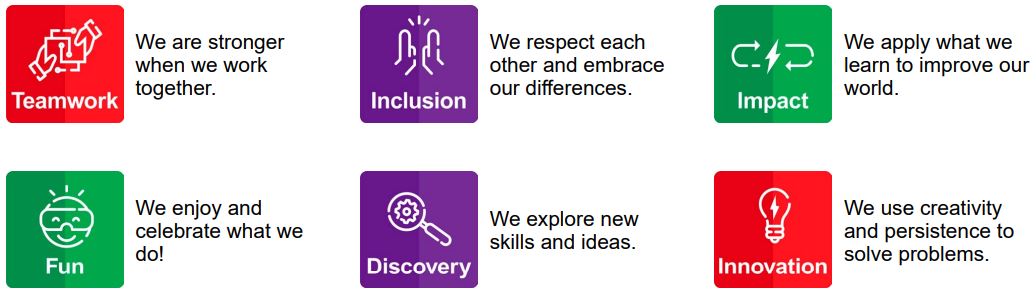 Teamwork
We are stronger
when we work
together.
Inclusion
We respect each
other and embrace
our differences.
Impact
We apply what we
learn to improve our
world.
Fun
We enjoy and
celebrate what we
do!
Discovery
We explore new
skills and ideas.
Innovation
We use creativity
and persistence to
solve problems.